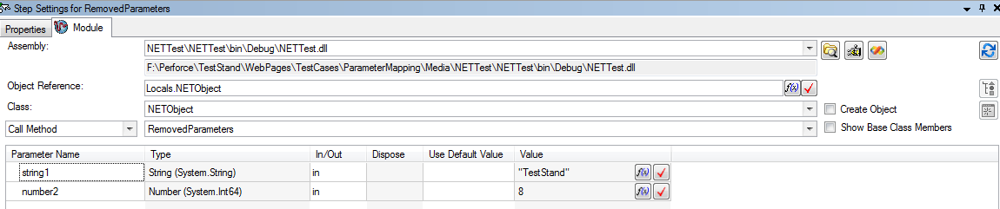 Step Settings for RemovedParameters
Properties Module
Assembly: NETTest\NETTest\bin\Debug\NETTest.dll
F:\Perforce\TestStand\WebPages\TestCases\ParameterMapping\Media\NETTest\NETTest\bin\Debug\NETTest.dll
Object Reference: Locals.NETObject f(x)
Class: NETObject Create Object
Call Method RemovedParameters Show Base Class Members
Parameter Name Type In/Out Dispose Use Default Value Value
string1 String (System.String) in "TestStand" f(x)
number2 Number (System.Int64) in 8 f(x)